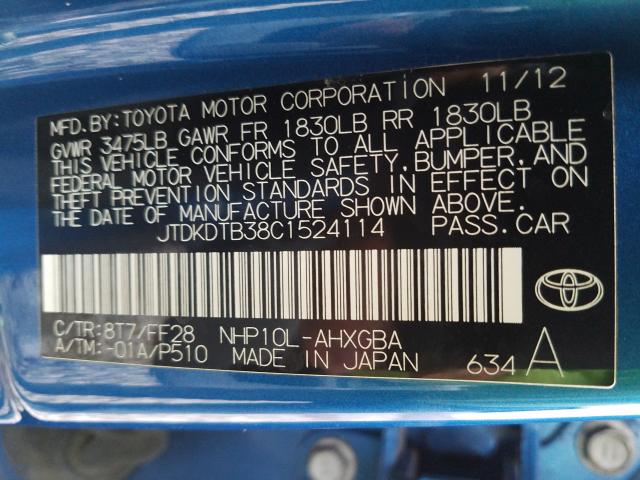 MFD.BY:TOYOTA MOTOR CORPORATION 11/12
GVWR 3475LB GAWR FR 1830LB RR 1830LB
THIS VEHICLE CONFORMS TO ALL APPLICABLE
FEDERAL MOTOR VEHICLE SAFETY,BUMPER,AND
THEFT PREVENTION STANDARDS IN EFFECT ON
THE DATE OF MANUFACTURE SHOWN ABOVE.
JTDKDTB38C1524114 PASS.CAR
C/TR:8T7/FF28 NHP10L-AHXGBA
A/TM:-01A/P510 MADE IN JAPAN 634A